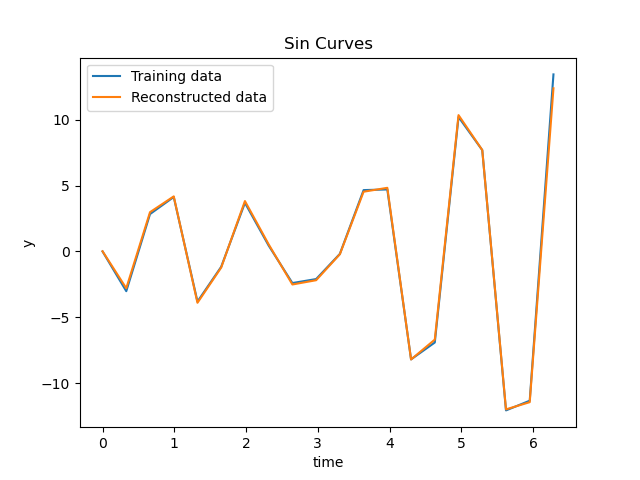 Sin Curves
Training data
Reconstructed data
10
5
0
−5
−10
y
0 1 2 3 4 5 6
time